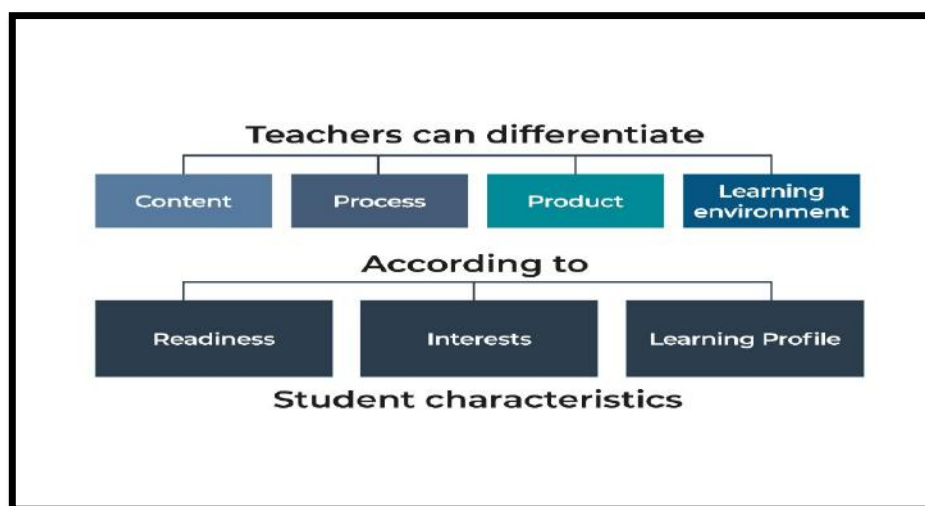 Teachers can differentiate
Content
Process
Product
Learning
environment
According to
Readiness
Interests
Learning Profile
Student characteristics